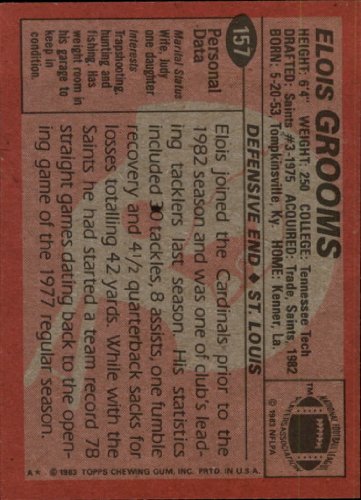 157
ELOIS GROOMS
HEIGHT: 6'4" WEIGHT: 250 COLLEGE: Tennessee Tech
DRAFTED: Saints #3-1975 ACQUIRED: Trade, Saints, 1982
BORN: 5-20-53, Tompkinsville, Ky. HOME: Kenner, La.
DEFENSIVE END ◆ ST. LOUIS
TM
NATIONAL FOOTBALL LEAGUE
PLAYERS ASSOCIATION
© 1983 NFLPA
Personal
Data
Marital Status
Wife, Judy
one daughter
Interests
Trapshooting,
hunting and
fishing. Has
weight room in
his garage to
keep in
condition.
Elois joined the Cardinals prior to the
1982 season and was one of club's lead-
ing tacklers last season. His statistics
included 30 tackles, 8 assists, one fumble
recovery and 4½ quarterback sacks for
losses totalling 42 yards. While with the
Saints he had started a team record 78
straight games dating back to the open-
ing game of the 1977 regular season.
A* © 1983 TOPPS CHEWING GUM, INC. PRTD. IN U.S.A.